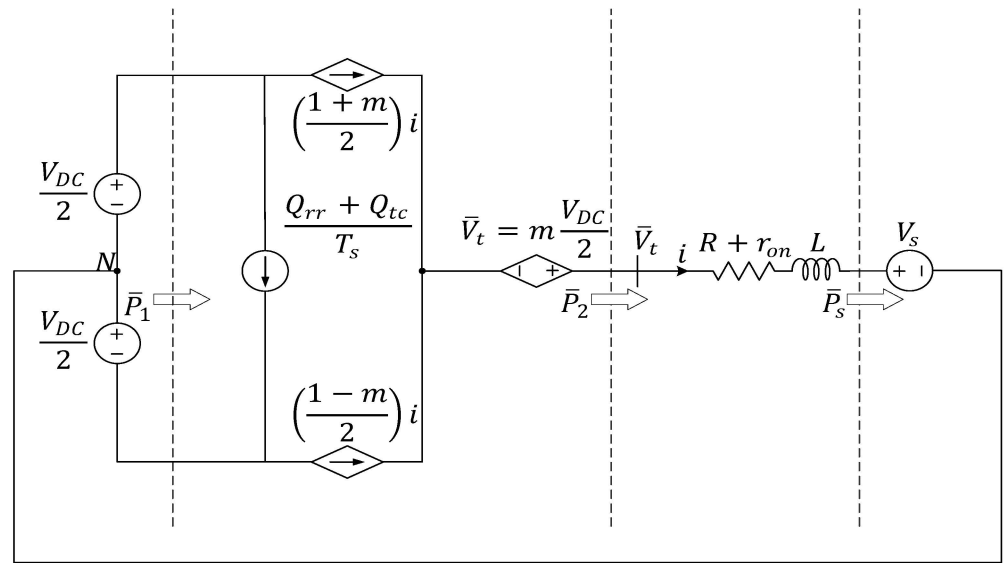 (1 + m / 2) i
V_DC / 2
+
−
Q_rr + Q_tc / T_s
N
P̄_1
V̄_t = m V_DC / 2
− +
P̄_2
V̄_t
i
R + r_on
L
P̄_s
V_s
+ −
V_DC / 2
+
−
(1 − m / 2) i